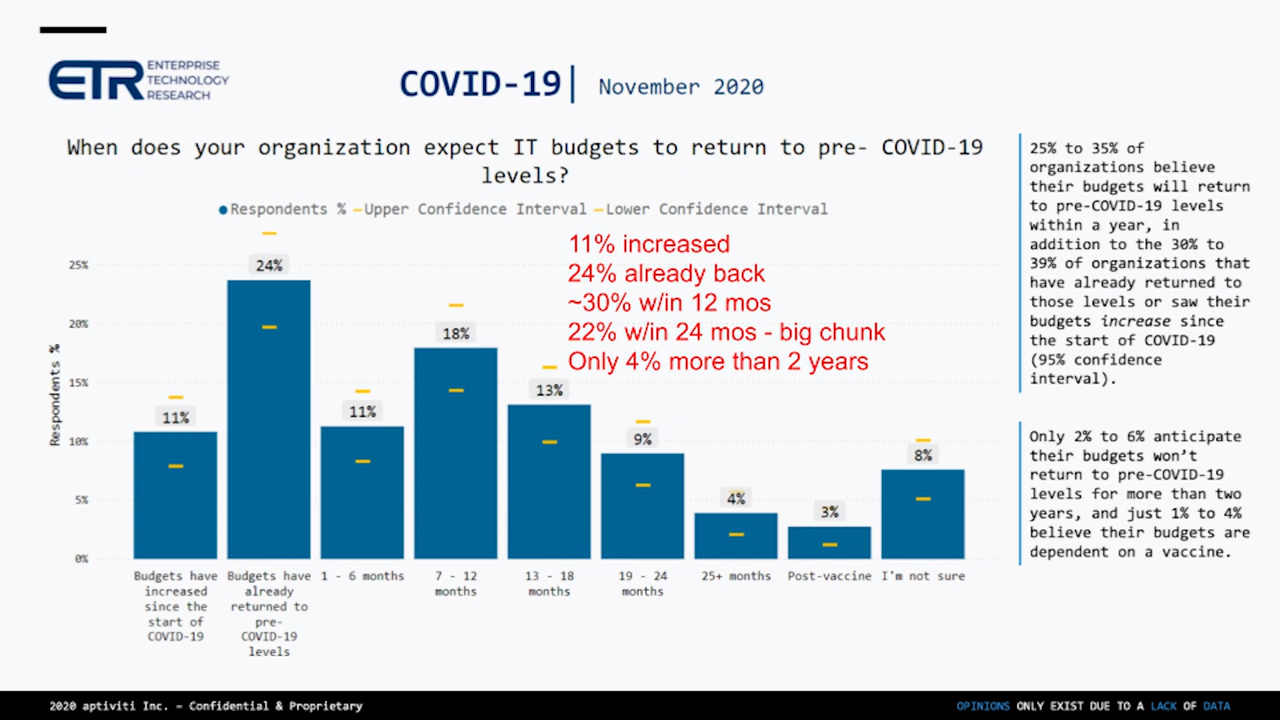 ETR ENTERPRISE
TECHNOLOGY
RESEARCH
COVID-19 | November 2020
When does your organization expect IT budgets to return to pre- COVID-19
levels?
Respondents % Upper Confidence Interval Lower Confidence Interval
11% increased
24% already back
~30% w/in 12 mos
22% w/in 24 mos - big chunk
Only 4% more than 2 years
Respondents %
25%
20%
15%
10%
5%
0%
11%
24%
11%
18%
13%
9%
4%
3%
8%
Budgets have
increased
since the
start of
COVID-19
Budgets have
already
returned to
pre-
COVID-19
levels
1 - 6 months
7 - 12
months
13 - 18
months
19 - 24
months
25+ months
Post-vaccine
I'm not sure
25% to 35% of
organizations believe
their budgets will return
to pre-COVID-19 levels
within a year, in
addition to the 30% to
39% of organizations that
have already returned to
those levels or saw their
budgets increase since
the start of COVID-19
(95% confidence
interval).
Only 2% to 6% anticipate
their budgets won't
return to pre-COVID-19
levels for more than two
years, and just 1% to 4%
believe their budgets are
dependent on a vaccine.
2020 aptiviti Inc. – Confidential & Proprietary
OPINIONS ONLY EXIST DUE TO A LACK OF DATA